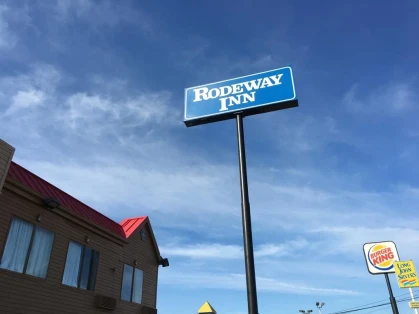 RODEWAY
INN
BURGER
KING
LONG
JOHN
SILVER'S